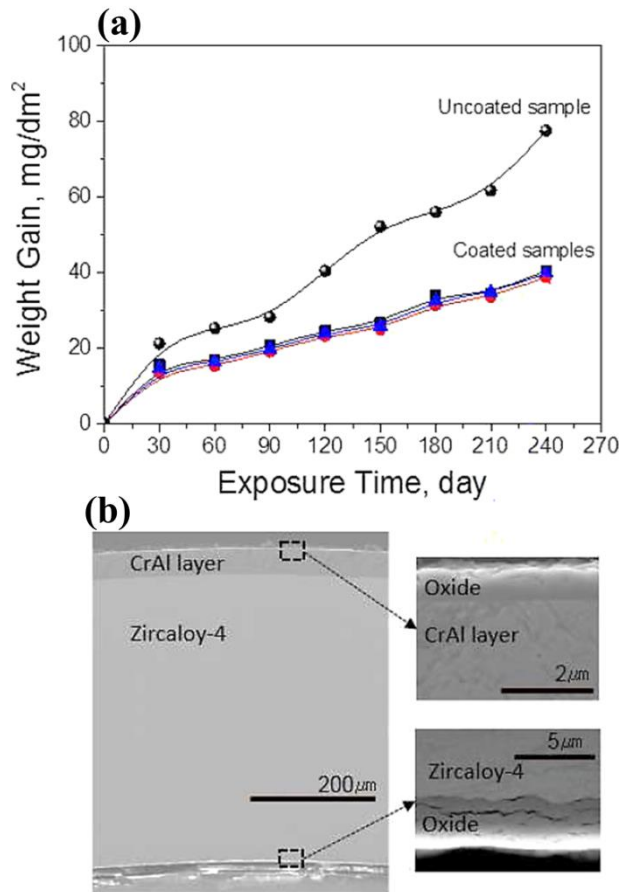 (a)
100
80
60
40
20
0
Weight Gain, mg/dm²
Uncoated sample
Coated samples
0 30 60 90 120 150 180 210 240 270
Exposure Time, day
(b)
CrAl layer
Zircaloy-4
200㎛
Oxide
CrAl layer
2㎛
5㎛
Zircaloy-4
Oxide